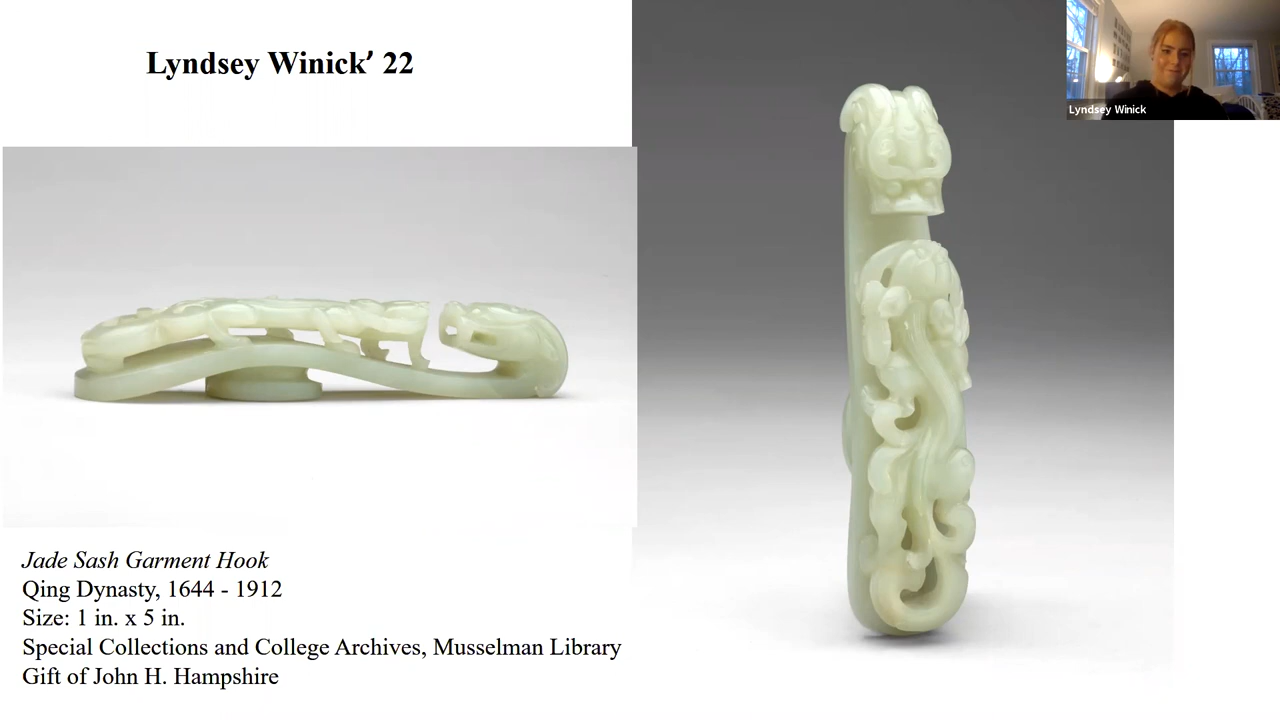 Lyndsey Winick’ 22
Lyndsey Winick
Jade Sash Garment Hook
Qing Dynasty, 1644 - 1912
Size: 1 in. x 5 in.
Special Collections and College Archives, Musselman Library
Gift of John H. Hampshire